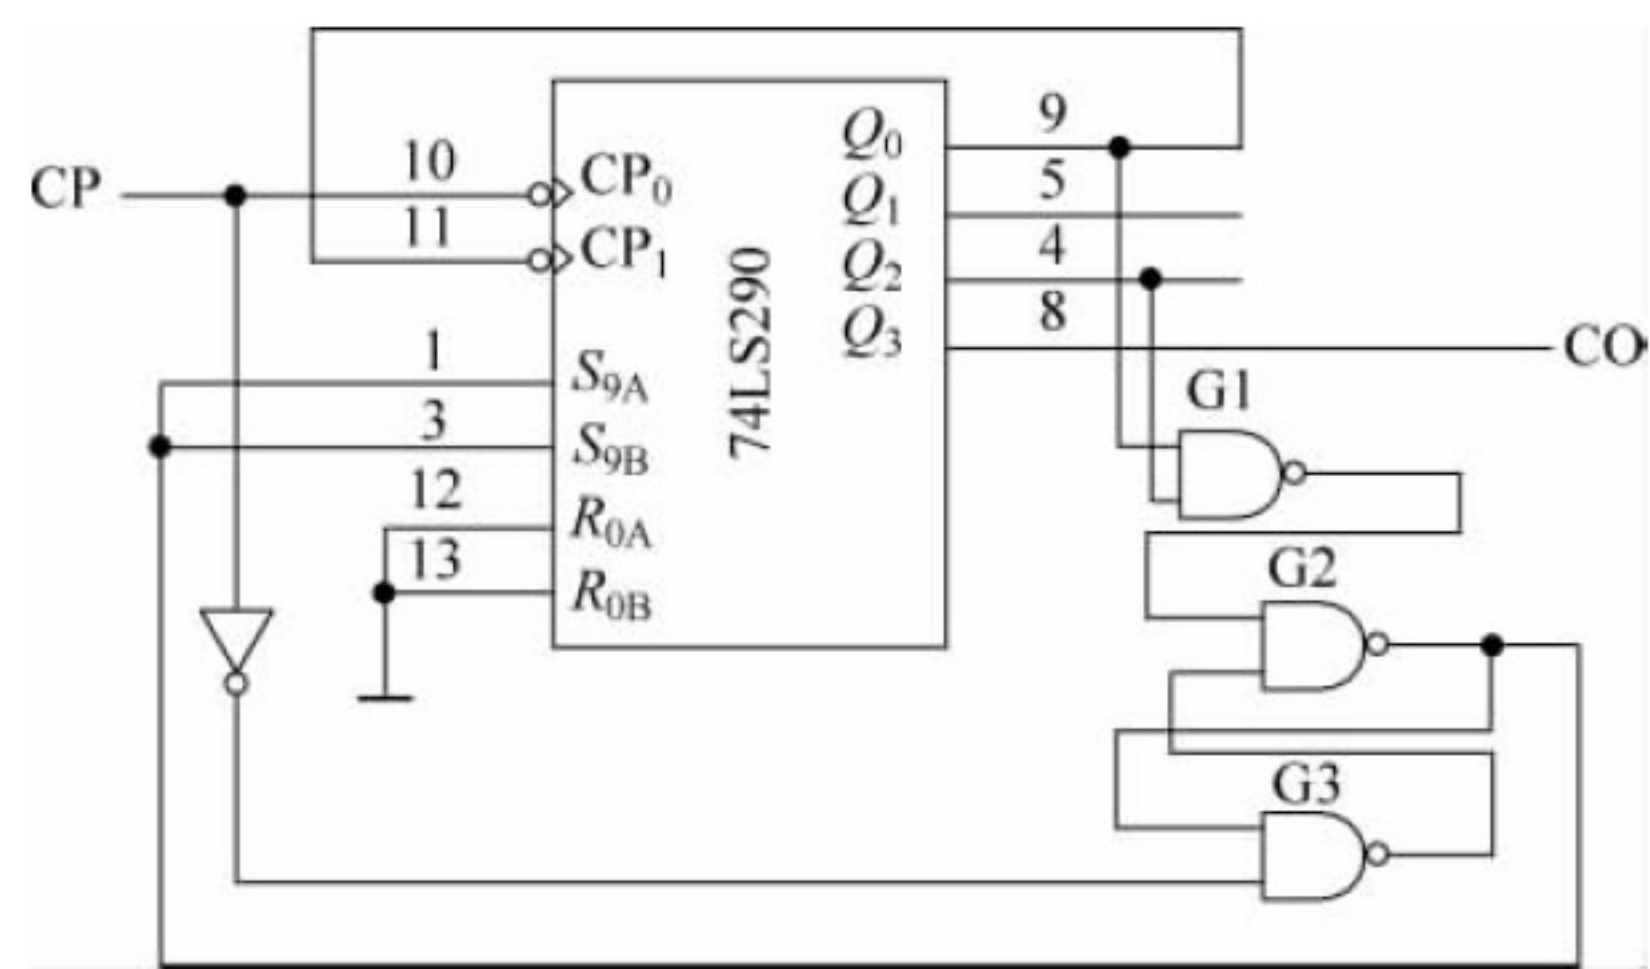 CP
10
11
1
3
12
13
CP₀
CP₁
S₉A
S₉B
R₀A
R₀B
74LS290
Q₀
Q₁
Q₂
Q₃
9
5
4
8
CO
G1
G2
G3